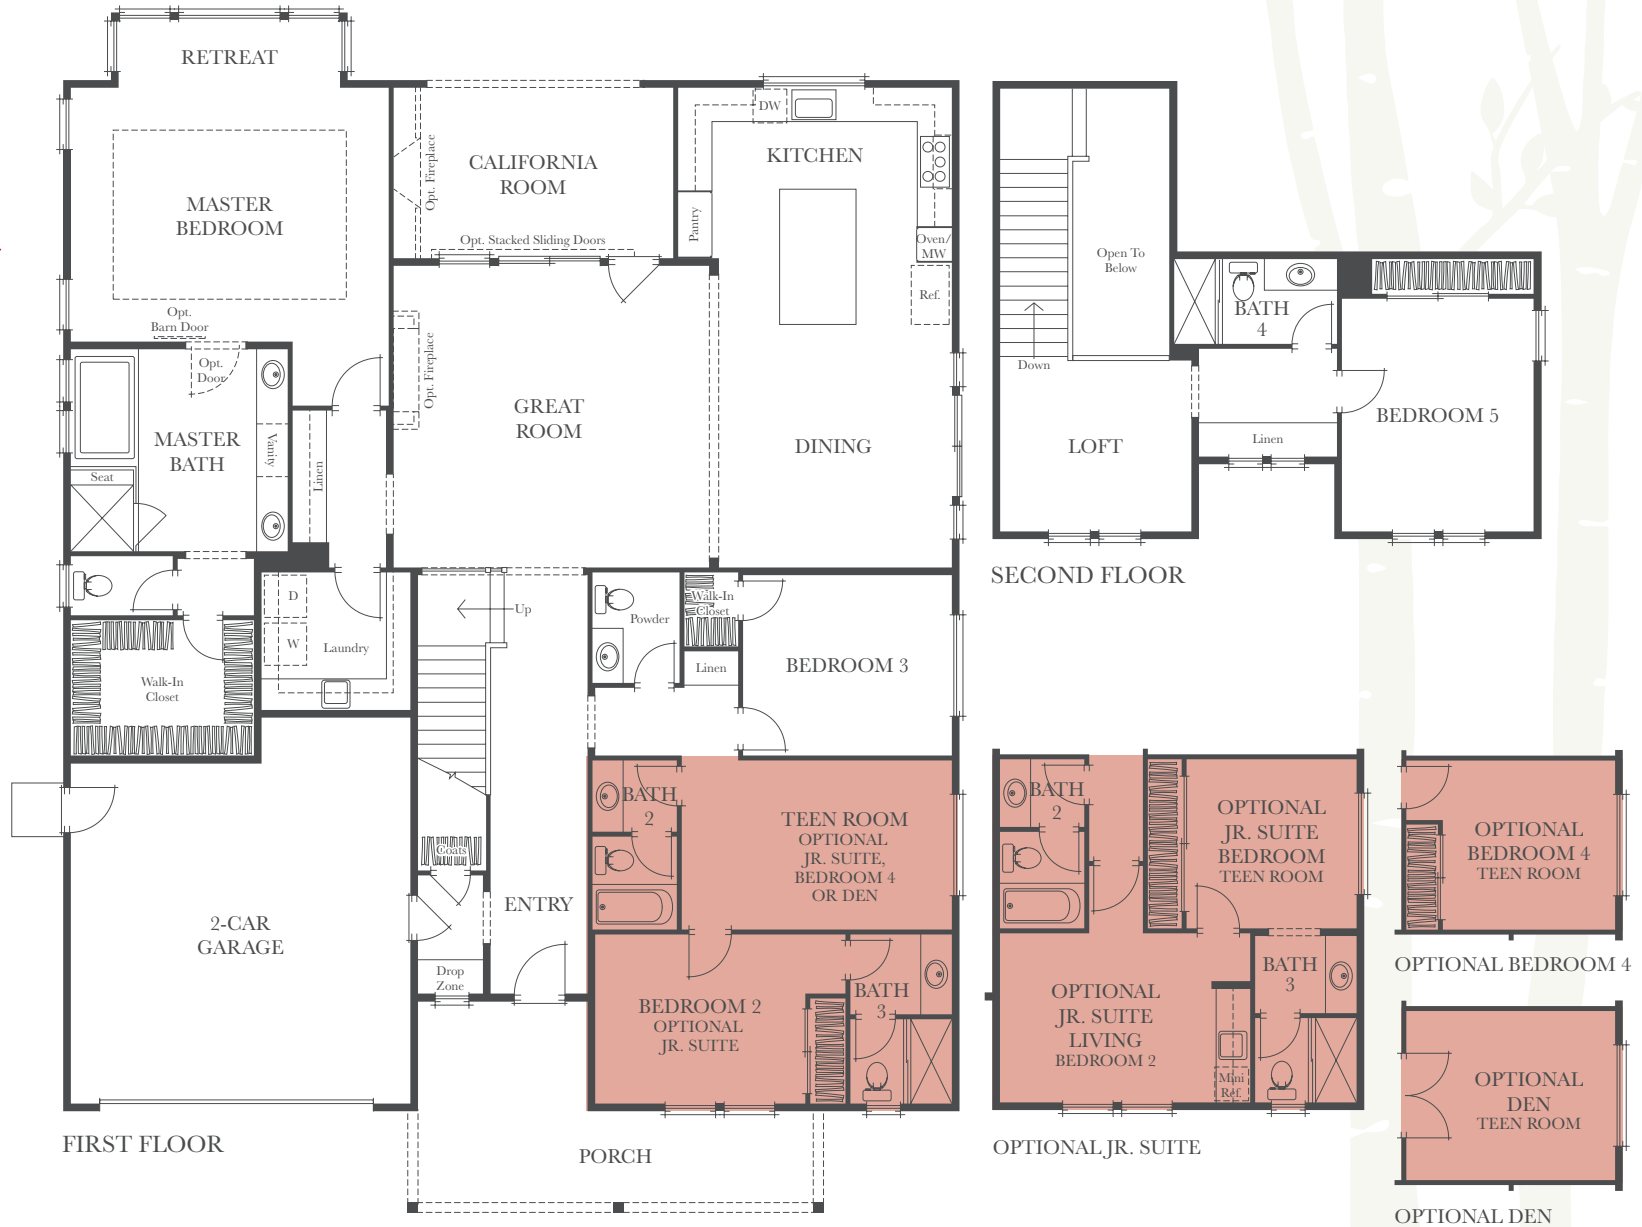 RETREAT
MASTER
BEDROOM
Opt.
Barn Door
Opt.
Door
MASTER
BATH
Vanity
Seat
Linen
Walk-In
Closet
D
W
Laundry
Opt. Fireplace
CALIFORNIA
ROOM
Opt. Stacked Sliding Doors
Opt. Fireplace
GREAT
ROOM
DW
KITCHEN
Pantry
Oven/
MW
Ref.
DINING
Up
Powder
Walk-In
Closet
Linen
BEDROOM 3
Coats
ENTRY
Drop
Zone
2-CAR
GARAGE
BATH
2
TEEN ROOM
OPTIONAL
JR. SUITE,
BEDROOM 4
OR DEN
BEDROOM 2
OPTIONAL
JR. SUITE
BATH
3
PORCH
FIRST FLOOR
Open To
Below
Down
LOFT
BATH
4
Linen
BEDROOM 5
SECOND FLOOR
BATH
2
OPTIONAL
JR. SUITE
BEDROOM
TEEN ROOM
OPTIONAL
JR. SUITE
LIVING
BEDROOM 2
BATH
3
Mini
Ref.
OPTIONAL JR. SUITE
OPTIONAL
BEDROOM 4
TEEN ROOM
OPTIONAL BEDROOM 4
OPTIONAL
DEN
TEEN ROOM
OPTIONAL DEN